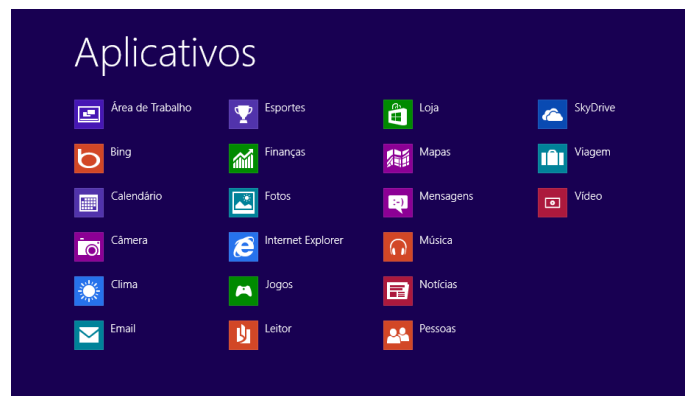 Aplicativos
Área de Trabalho
Bing
Calendário
Câmera
Clima
Email
Esportes
Finanças
Fotos
Internet Explorer
Jogos
Leitor
Loja
Mapas
Mensagens
Música
Notícias
Pessoas
SkyDrive
Viagem
Vídeo